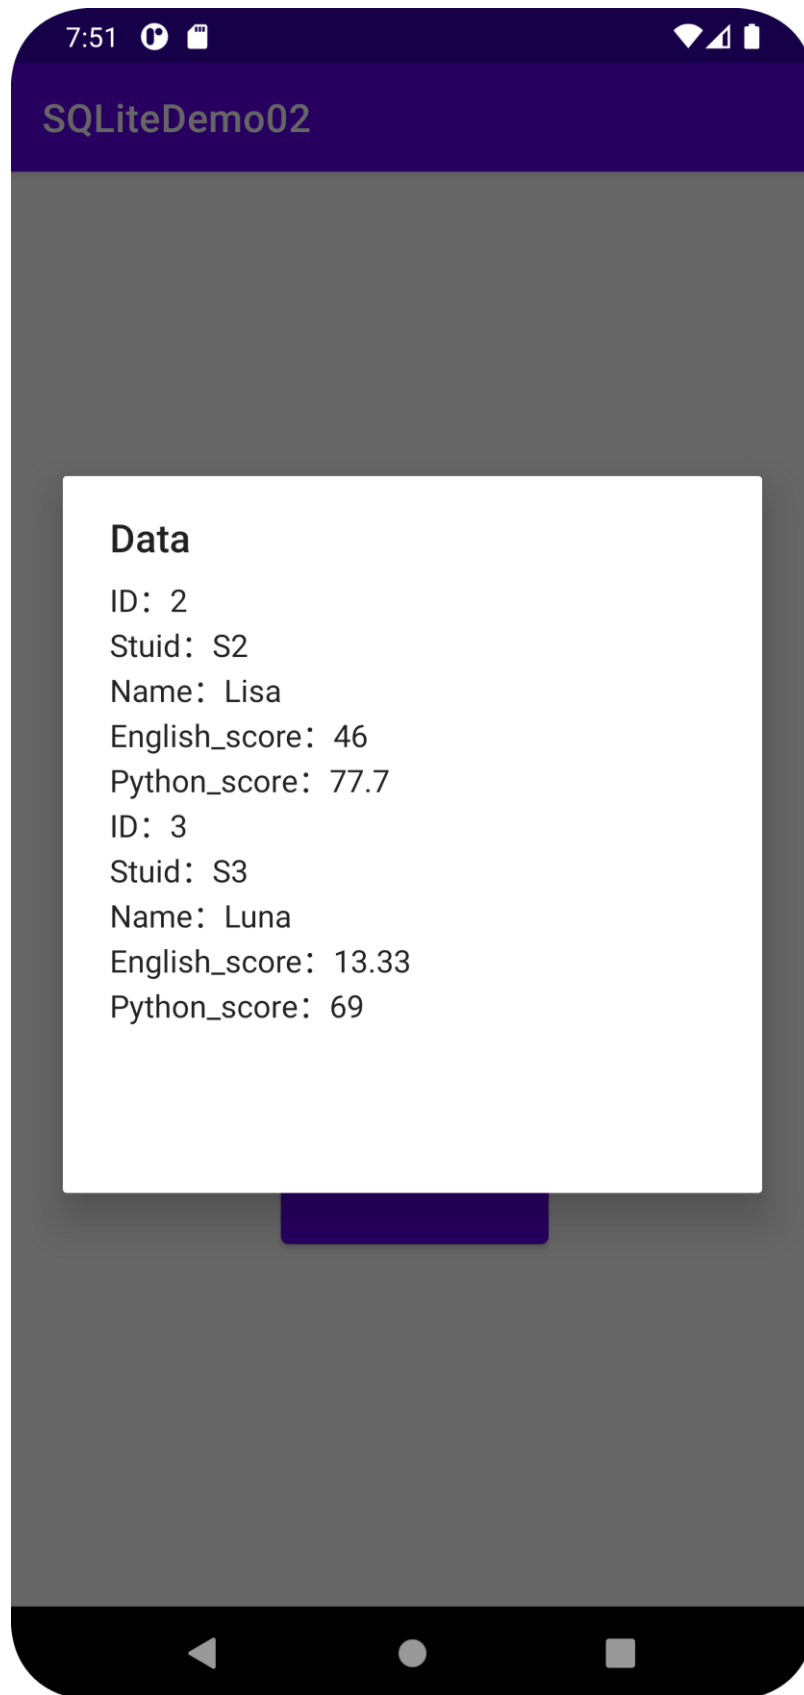 7:51
SQLiteDemo02
Data
ID：2
Stuid：S2
Name：Lisa
English_score：46
Python_score：77.7
ID：3
Stuid：S3
Name：Luna
English_score：13.33
Python_score：69